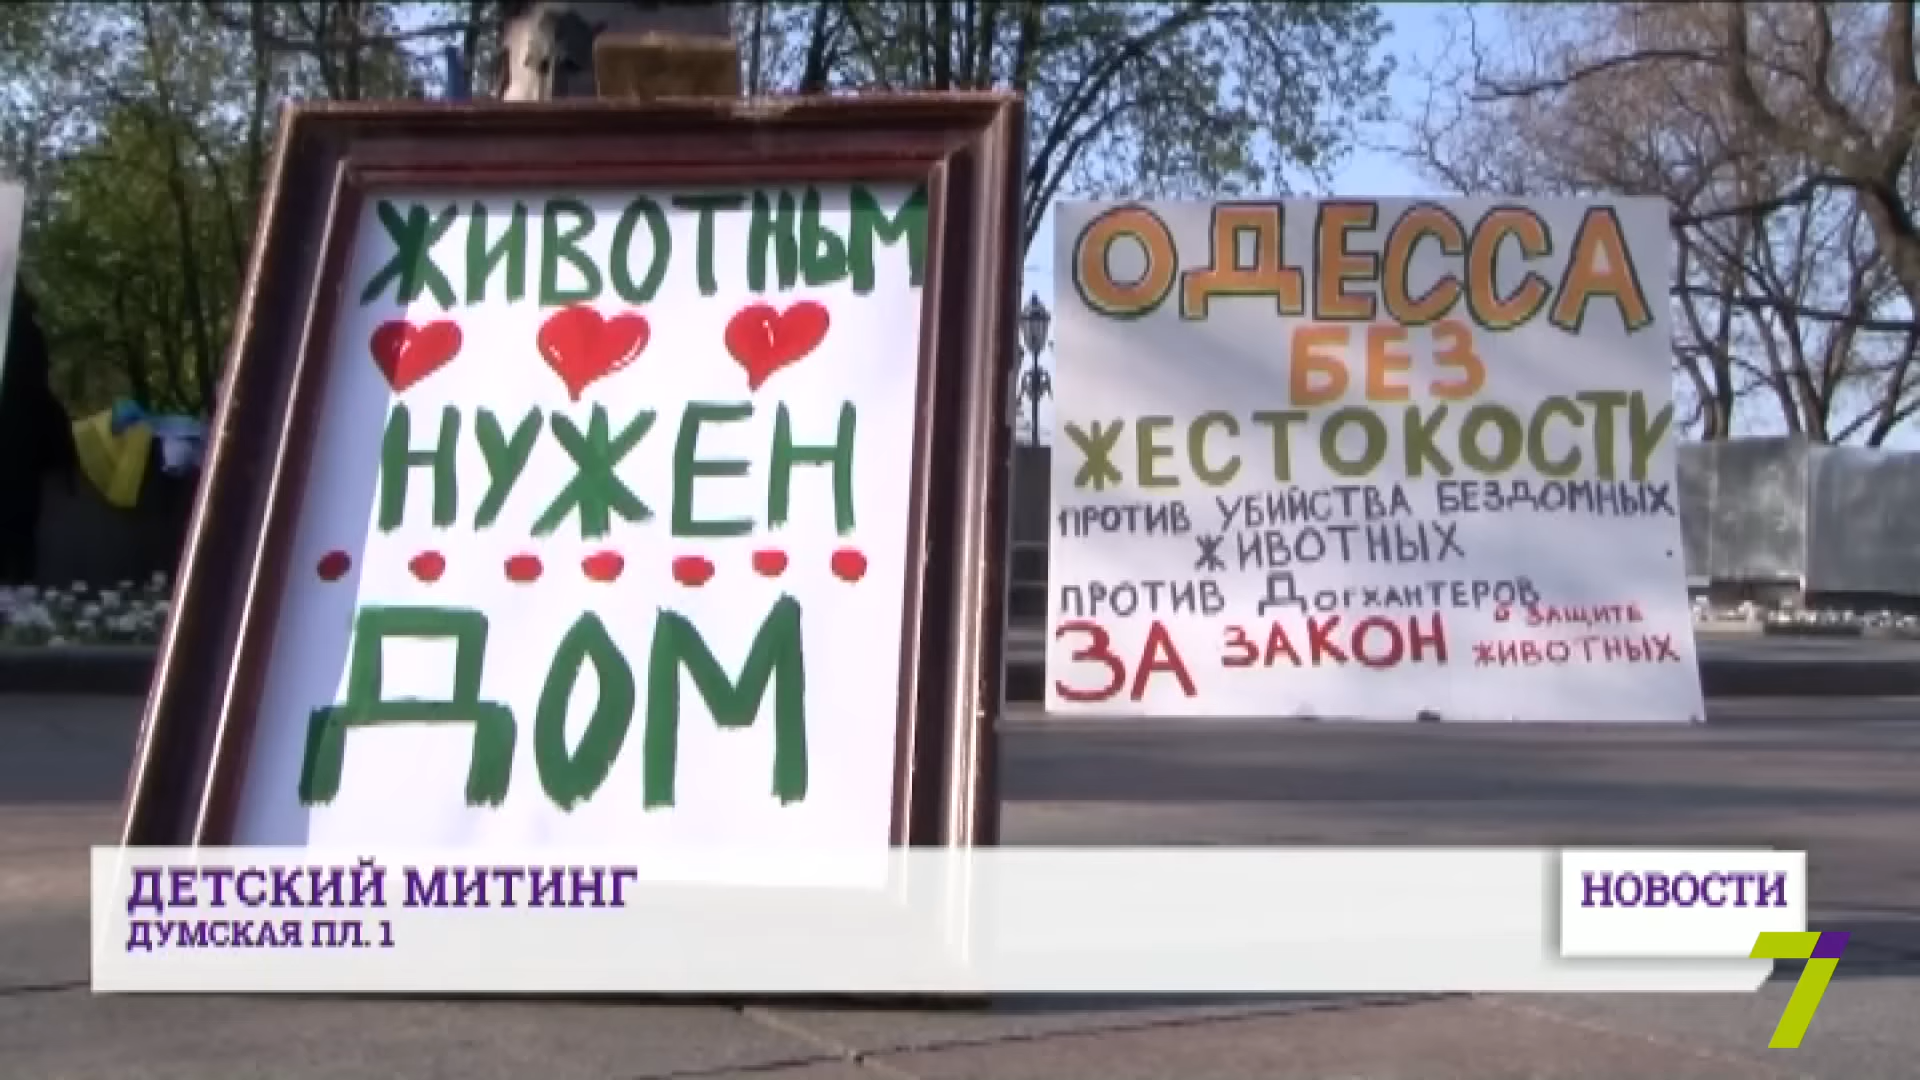 ЖИВОТНЫМ
НУЖЕН
ДОМ
ОДЕССА
БЕЗ
ЖЕСТОКОСТИ
ПРОТИВ УБИЙСТВА БЕЗДОМНЫХ
ЖИВОТНЫХ
ПРОТИВ ДОГХАНТЕРОВ
ЗА ЗАКОН о ЗАЩИТЕ
ЖИВОТНЫХ
ДЕТСКИЙ МИТИНГ
ДУМСКАЯ ПЛ. 1
НОВОСТИ
7